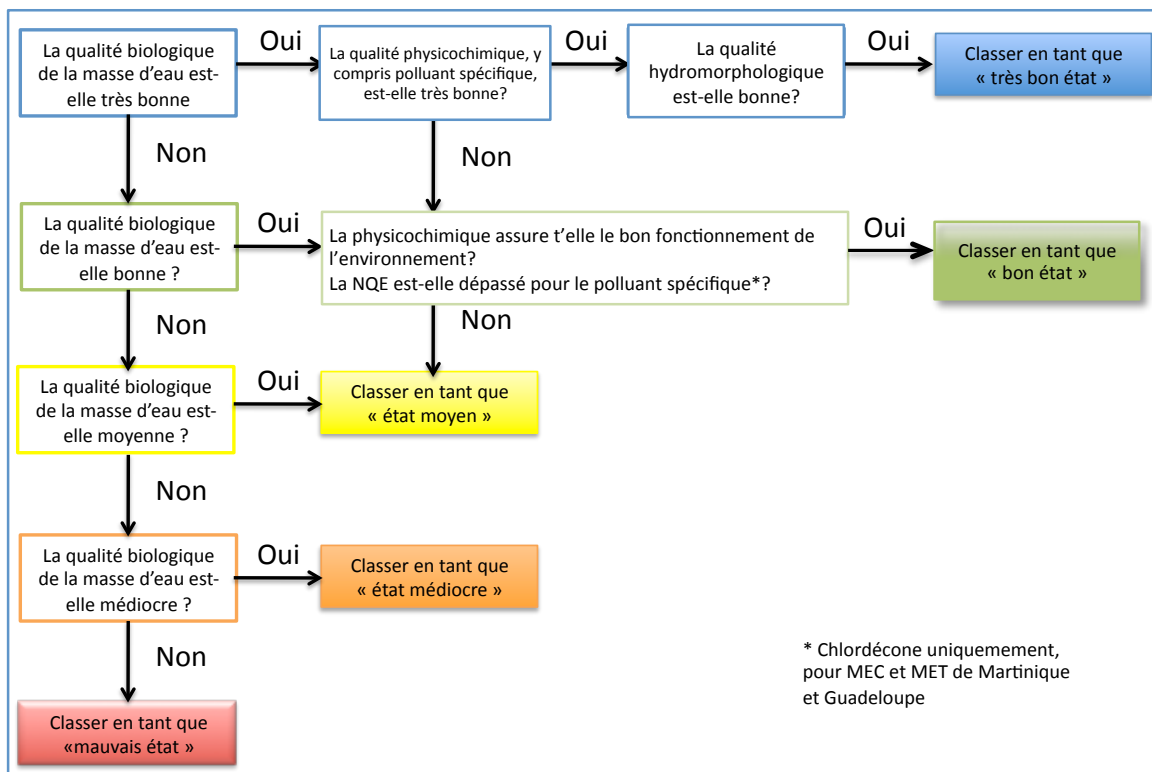 La qualité biologique
de la masse d'eau est-
elle très bonne
Oui
La qualité physicochimique, y
compris polluant spécifique,
est-elle très bonne?
Oui
La qualité
hydromorphologique
est-elle bonne?
Oui
Classer en tant que
« très bon état »
Non
Non
La qualité biologique
de la masse d'eau est-
elle bonne ?
Oui
La physicochimique assure t'elle le bon fonctionnement de
l'environnement?
La NQE est-elle dépassé pour le polluant spécifique*?
Oui
Classer en tant que
« bon état »
Non
Non
La qualité biologique
de la masse d'eau est-
elle moyenne ?
Oui
Classer en tant que
« état moyen »
Non
La qualité biologique
de la masse d'eau est-
elle médiocre ?
Oui
Classer en tant que
« état médiocre »
Non
* Chlordécone uniquemement,
pour MEC et MET de Martinique
et Guadeloupe
Classer en tant que
«mauvais état »